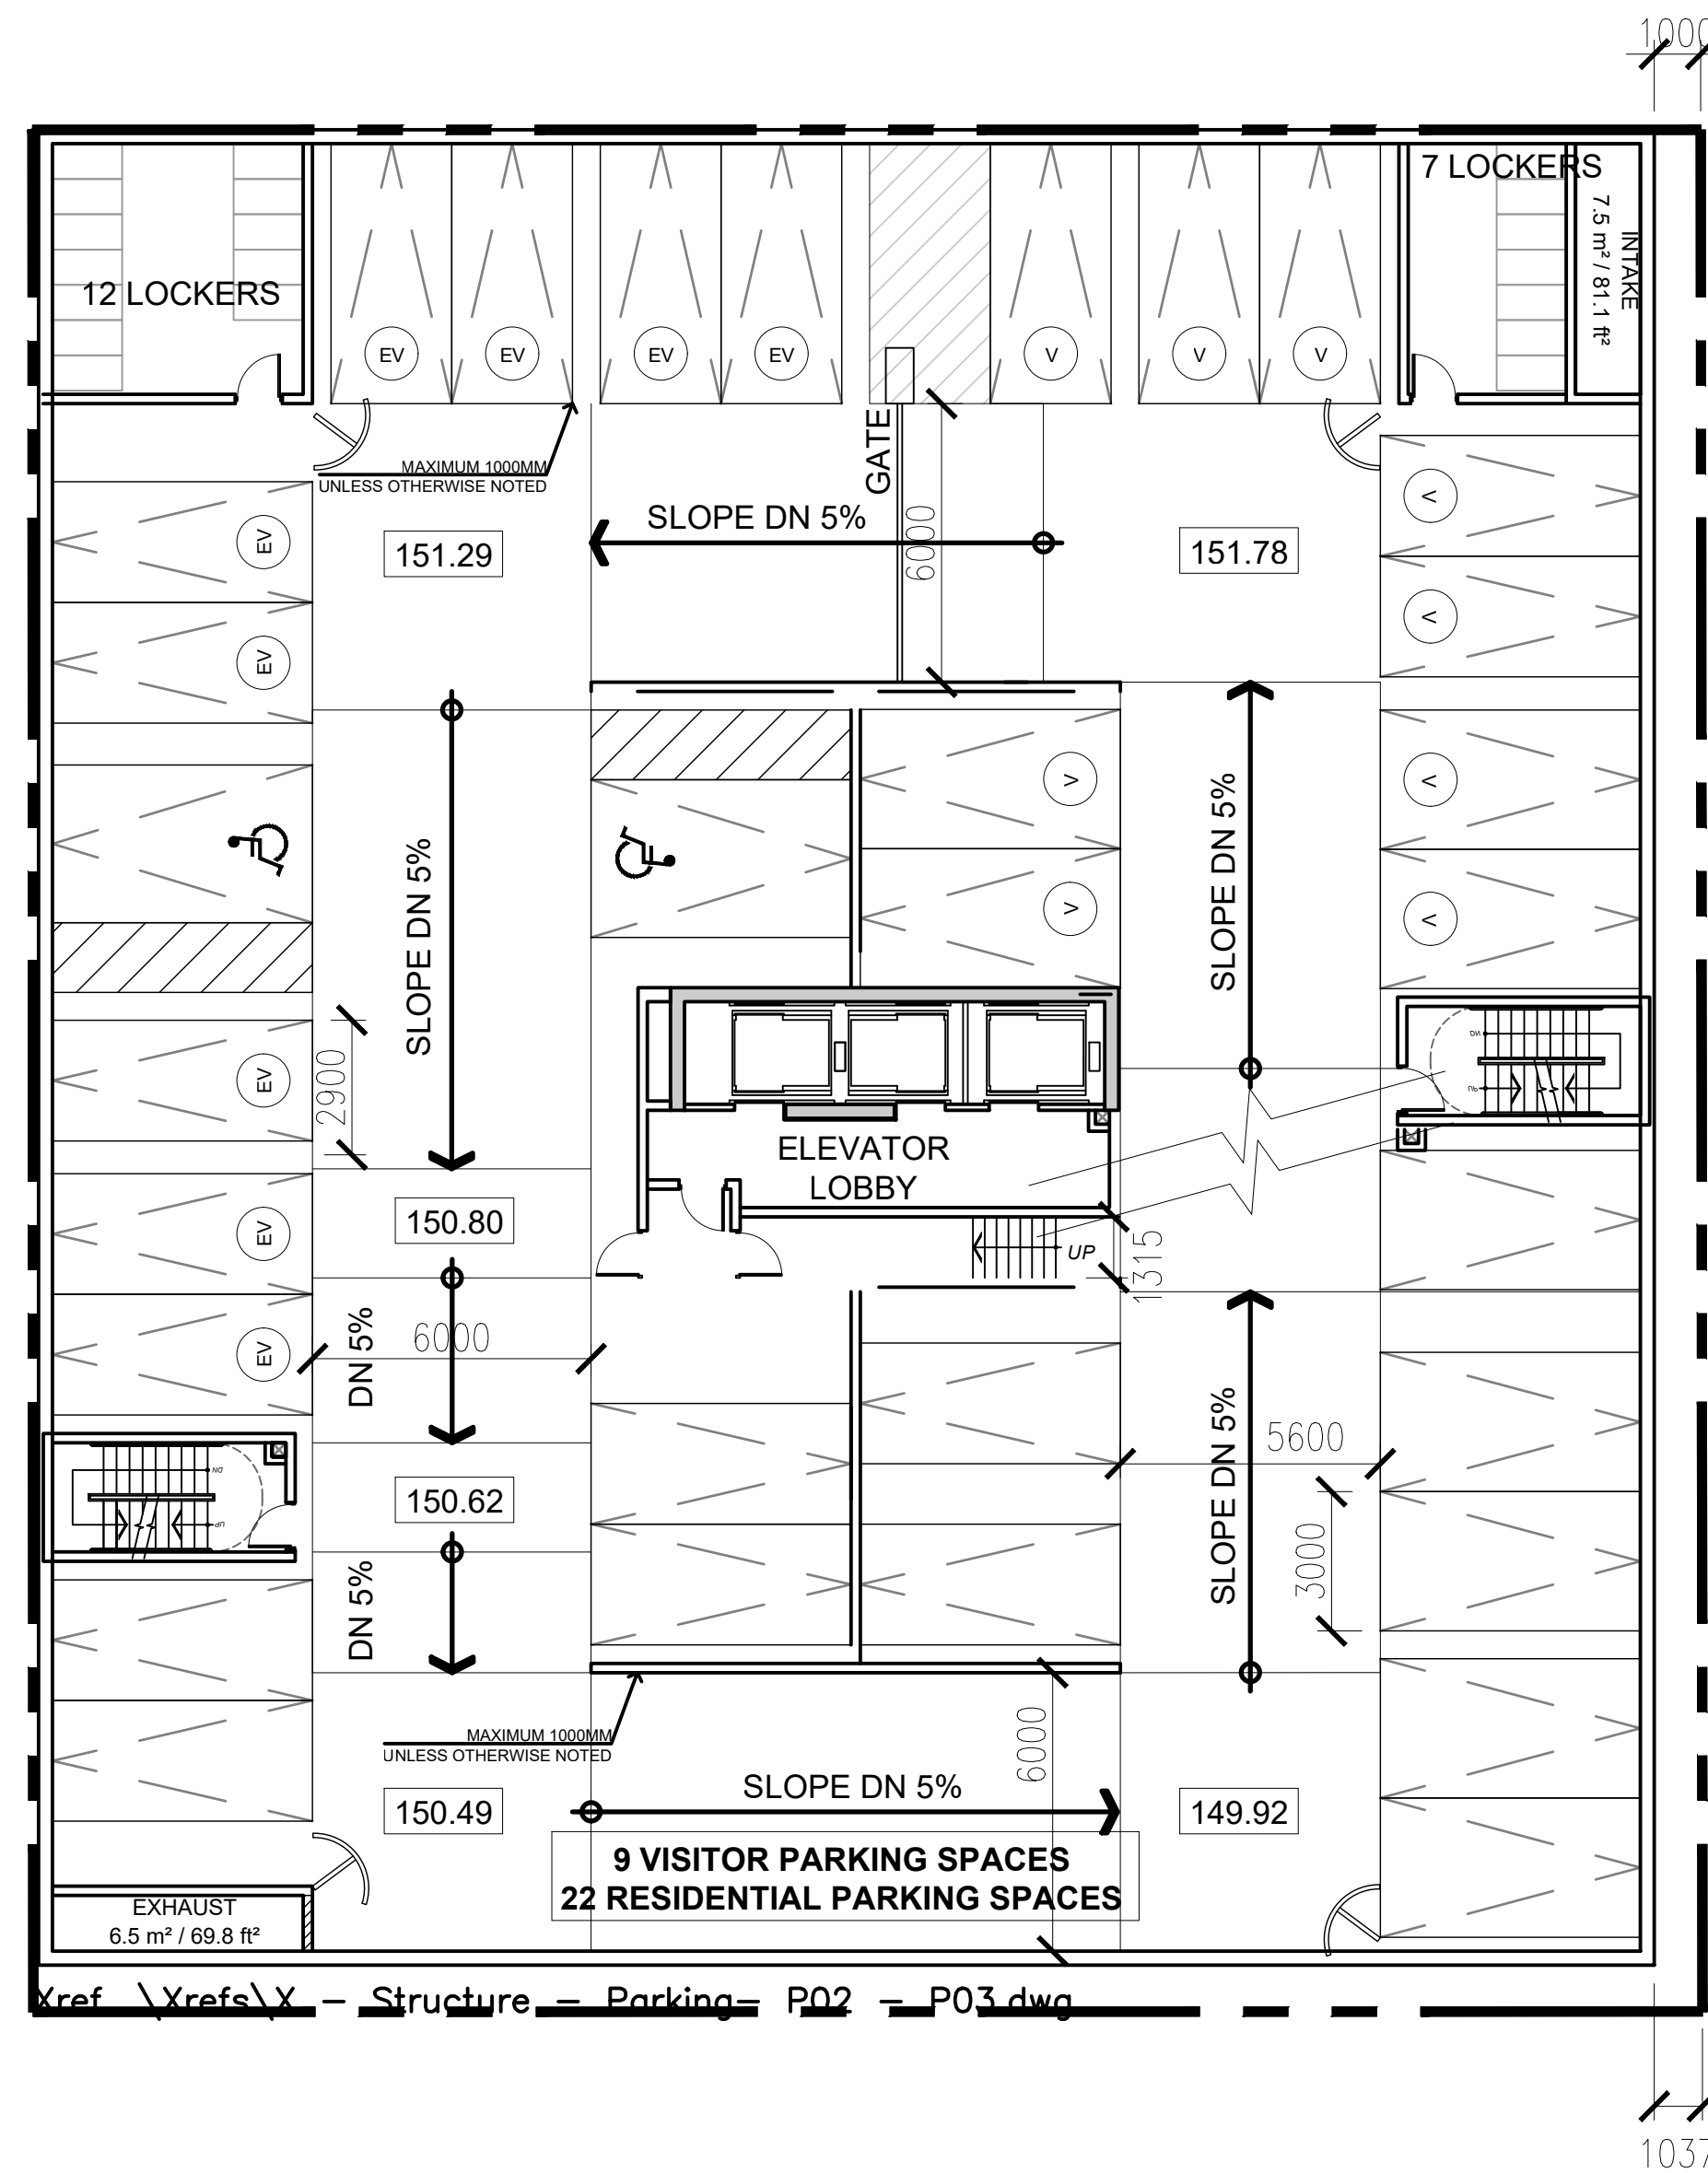 1000
7 LOCKERS
INTAKE
7.5 m² / 81.1 ft²
12 LOCKERS
EV
EV
EV
EV
V
V
V
GATE
MAXIMUM 1000MM
UNLESS OTHERWISE NOTED
SLOPE DN 5%
6000
151.29
151.78
EV
EV
V
V
V
V
V
V
SLOPE DN 5%
SLOPE DN 5%
2900
EV
EV
EV
ELEVATOR
LOBBY
DN
UP
UP
1315
150.80
DN 5%
6000
SLOPE DN 5%
5600
3000
DN
UP
150.62
DN 5%
MAXIMUM 1000MM
UNLESS OTHERWISE NOTED
6000
SLOPE DN 5%
150.49
149.92
9 VISITOR PARKING SPACES
22 RESIDENTIAL PARKING SPACES
EXHAUST
6.5 m² / 69.8 ft²
Xref .\Xrefs\X - Structure - Parking- P02 - P03.dwg
1037